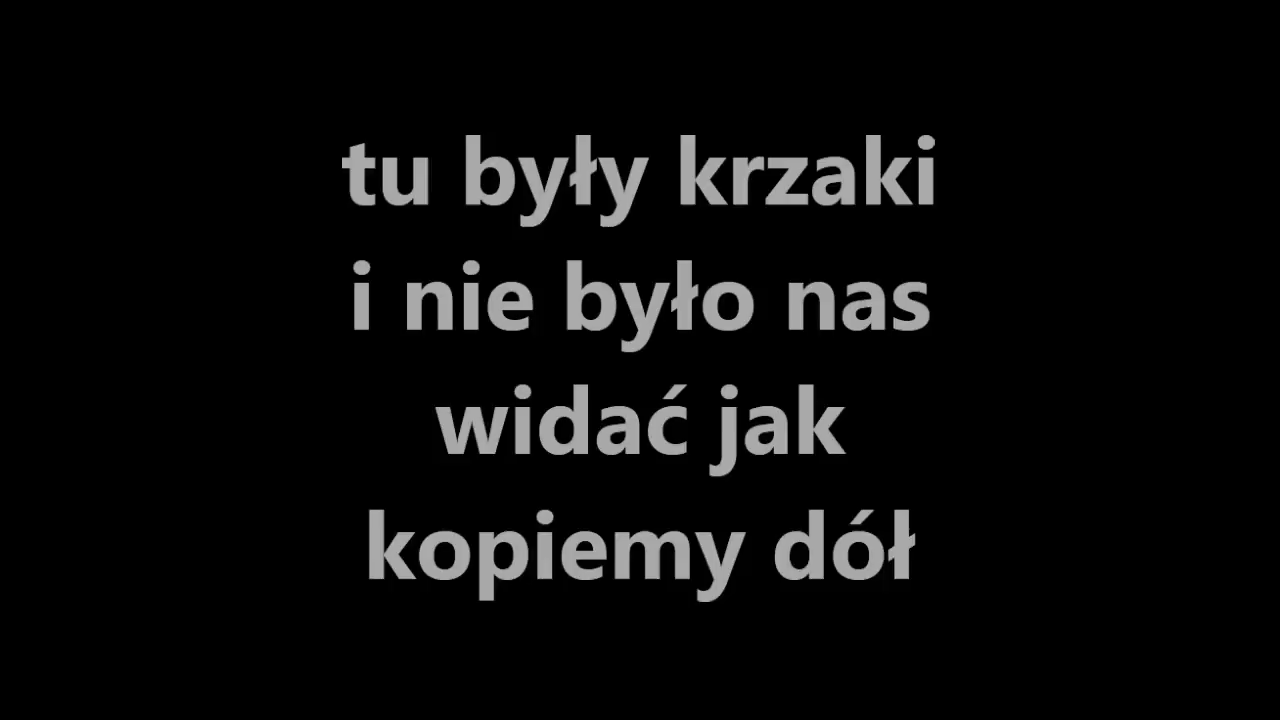 tu były krzaki
i nie było nas
widać jak
kopiemy dół